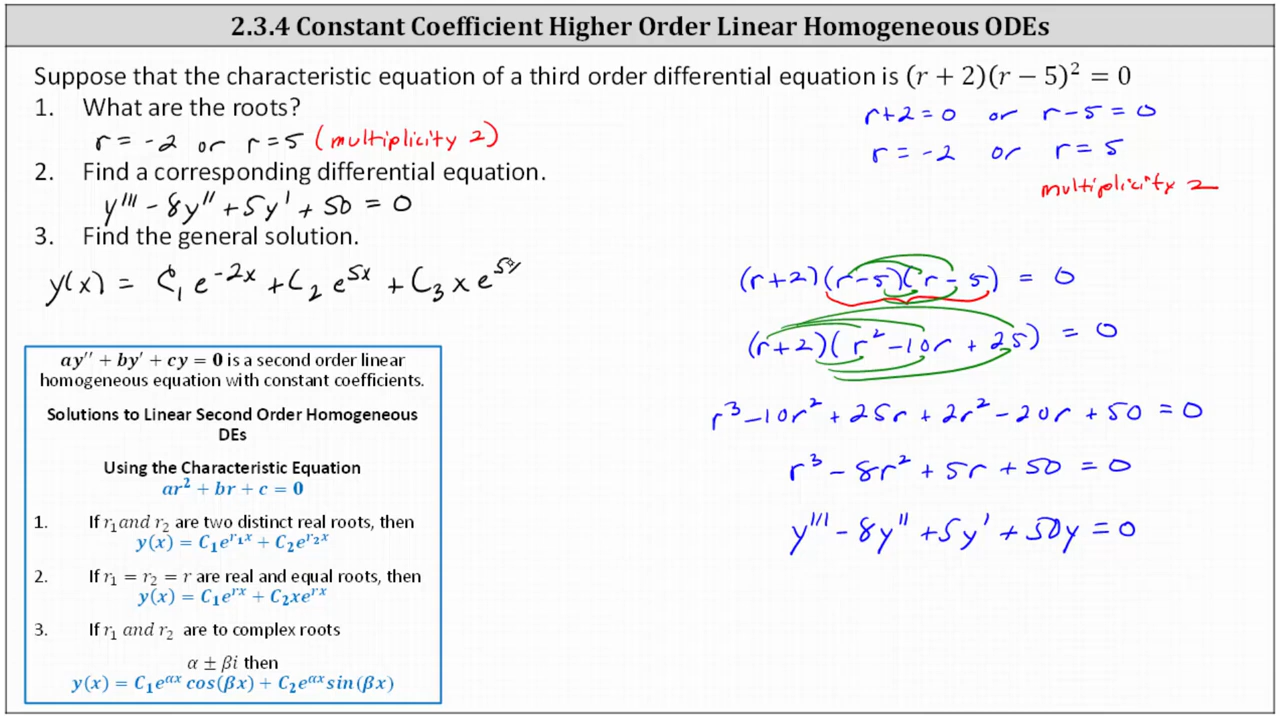 2.3.4 Constant Coefficient Higher Order Linear Homogeneous ODEs
Suppose that the characteristic equation of a third order differential equation is (r + 2)(r − 5)² = 0
1. What are the roots?
r = -2 or r = 5 (multiplicity 2)
2. Find a corresponding differential equation.
y''' - 8y'' + 5y' + 50 = 0
3. Find the general solution.
y(x) = C₁e^(-2x) + C₂e^(5x) + C₃xe^(5x)
r + 2 = 0 or r - 5 = 0
r = -2 or r = 5
multiplicity 2
(r+2)(r-5)(r-5) = 0
(r+2)(r² - 10r + 25) = 0
r³ - 10r² + 25r + 2r² - 20r + 50 = 0
r³ - 8r² + 5r + 50 = 0
y''' - 8y'' + 5y' + 50y = 0
ay′′ + by′ + cy = 0 is a second order linear
homogeneous equation with constant coefficients.
Solutions to Linear Second Order Homogeneous
DEs
Using the Characteristic Equation
ar² + br + c = 0
1. If r₁and r₂ are two distinct real roots, then
y(x) = C₁e^(r₁x) + C₂e^(r₂x)
2. If r₁ = r₂ = r are real and equal roots, then
y(x) = C₁e^(rx) + C₂xe^(rx)
3. If r₁ and r₂ are to complex roots
α ± βi then
y(x) = C₁e^(αx) cos(βx) + C₂e^(αx)sin(βx)